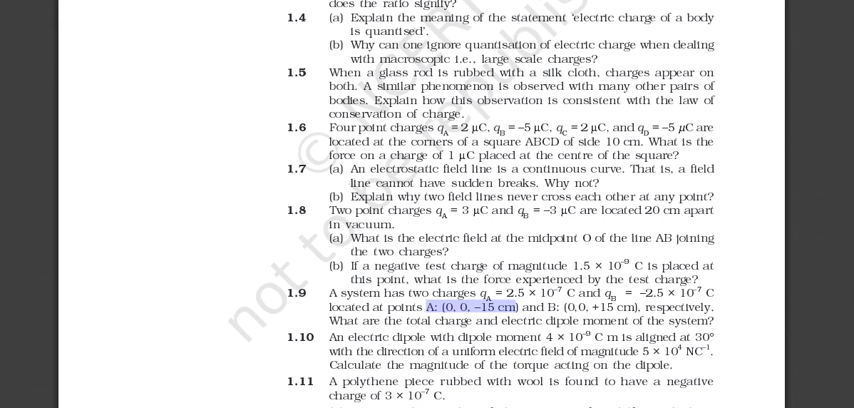 does the ratio signify?
1.4 (a) Explain the meaning of the statement ‘electric charge of a body
is quantised’.
(b) Why can one ignore quantisation of electric charge when dealing
with macroscopic i.e., large scale charges?
1.5 When a glass rod is rubbed with a silk cloth, charges appear on
both. A similar phenomenon is observed with many other pairs of
bodies. Explain how this observation is consistent with the law of
conservation of charge.
1.6 Four point charges qA = 2 μC, qB = –5 μC, qC = 2 μC, and qD = –5 μC are
located at the corners of a square ABCD of side 10 cm. What is the
force on a charge of 1 μC placed at the centre of the square?
1.7 (a) An electrostatic field line is a continuous curve. That is, a field
line cannot have sudden breaks. Why not?
(b) Explain why two field lines never cross each other at any point?
1.8 Two point charges qA = 3 μC and qB = –3 μC are located 20 cm apart
in vacuum.
(a) What is the electric field at the midpoint O of the line AB joining
the two charges?
(b) If a negative test charge of magnitude 1.5 × 10⁻⁹ C is placed at
this point, what is the force experienced by the test charge?
1.9 A system has two charges qA = 2.5 × 10⁻⁷ C and qB = –2.5 × 10⁻⁷ C
located at points A: (0, 0, –15 cm) and B: (0,0, +15 cm), respectively.
What are the total charge and electric dipole moment of the system?
1.10 An electric dipole with dipole moment 4 × 10⁻⁹ C m is aligned at 30°
with the direction of a uniform electric field of magnitude 5 × 10⁴ NC⁻¹.
Calculate the magnitude of the torque acting on the dipole.
1.11 A polythene piece rubbed with wool is found to have a negative
charge of 3 × 10⁻⁷ C.
© NCERT
not to be republis